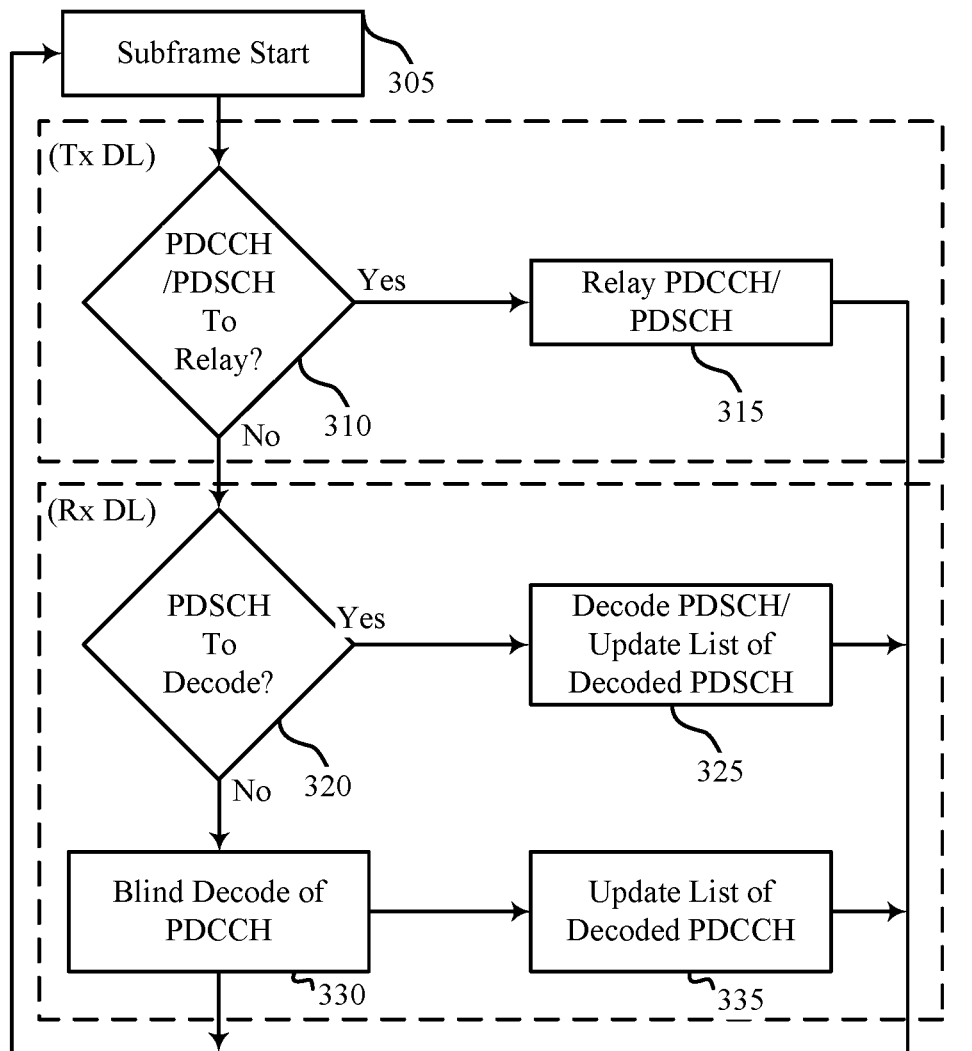 Subframe Start
305
(Tx DL)
PDCCH
/PDSCH
To
Relay?
Yes
Relay PDCCH/
PDSCH
310
315
No
(Rx DL)
PDSCH
To
Decode?
Yes
Decode PDSCH/
Update List of
Decoded PDSCH
320
325
No
Blind Decode of
PDCCH
Update List of
Decoded PDCCH
330
335